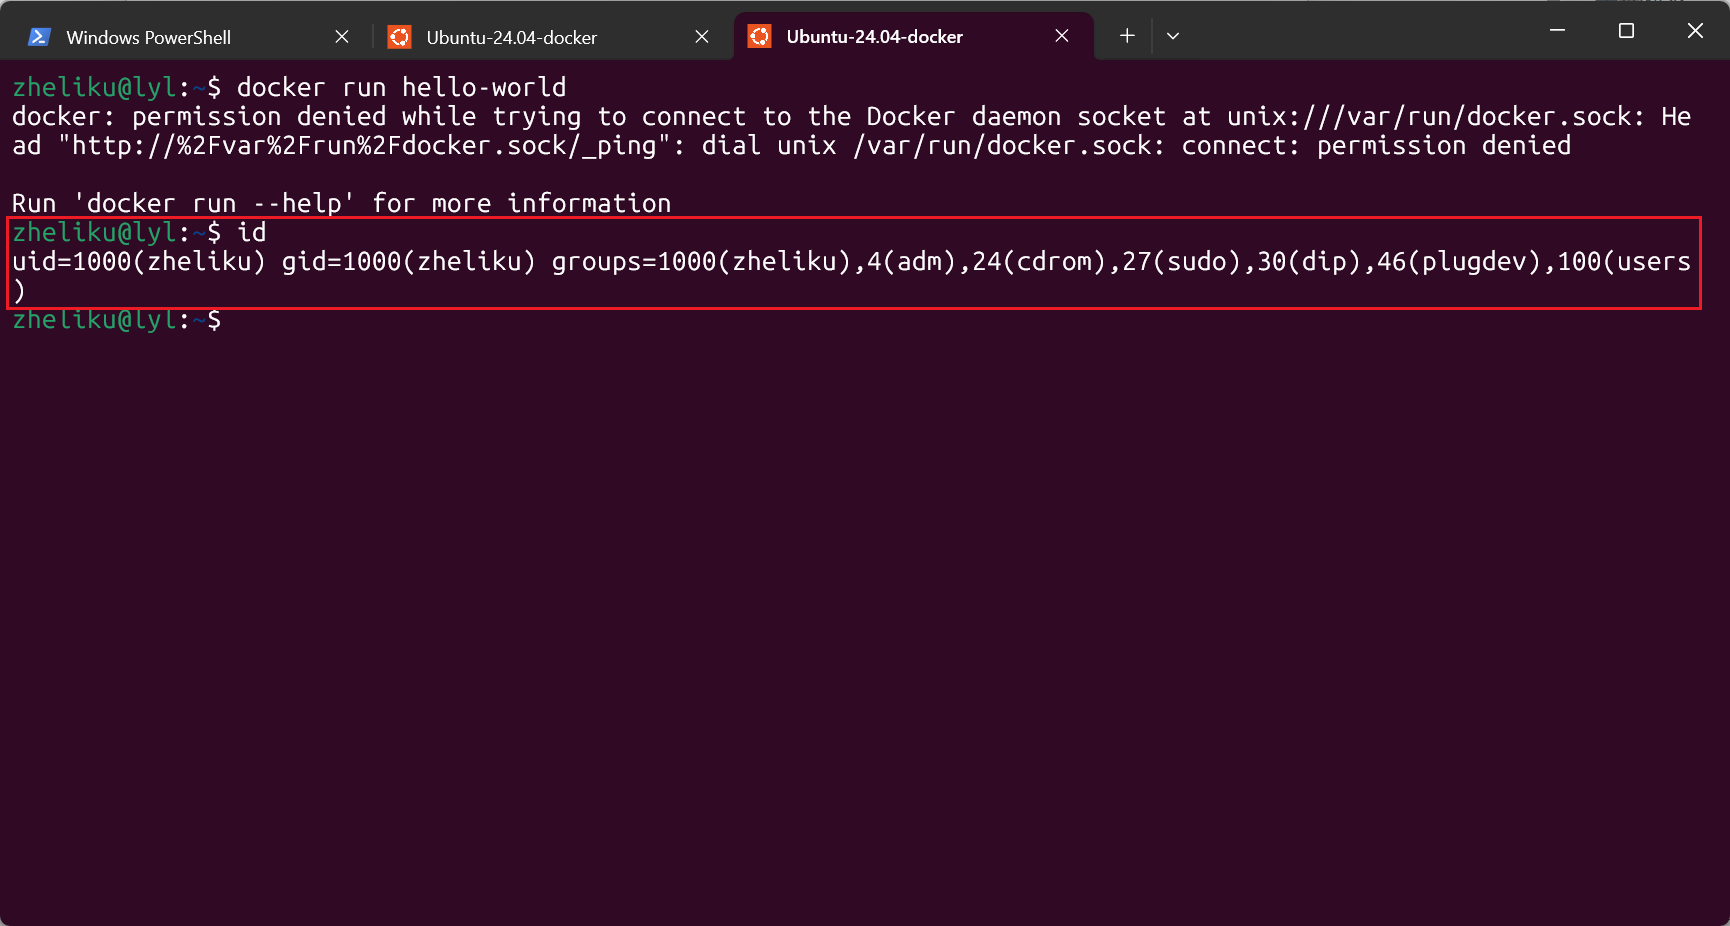 Windows PowerShell
Ubuntu-24.04-docker
Ubuntu-24.04-docker
zheliku@lyl:~$ docker run hello-world
docker: permission denied while trying to connect to the Docker daemon socket at unix:///var/run/docker.sock: He
ad "http://%2Fvar%2Frun%2Fdocker.sock/_ping": dial unix /var/run/docker.sock: connect: permission denied
Run 'docker run --help' for more information
zheliku@lyl:~$ id
uid=1000(zheliku) gid=1000(zheliku) groups=1000(zheliku),4(adm),24(cdrom),27(sudo),30(dip),46(plugdev),100(users
)
zheliku@lyl:~$